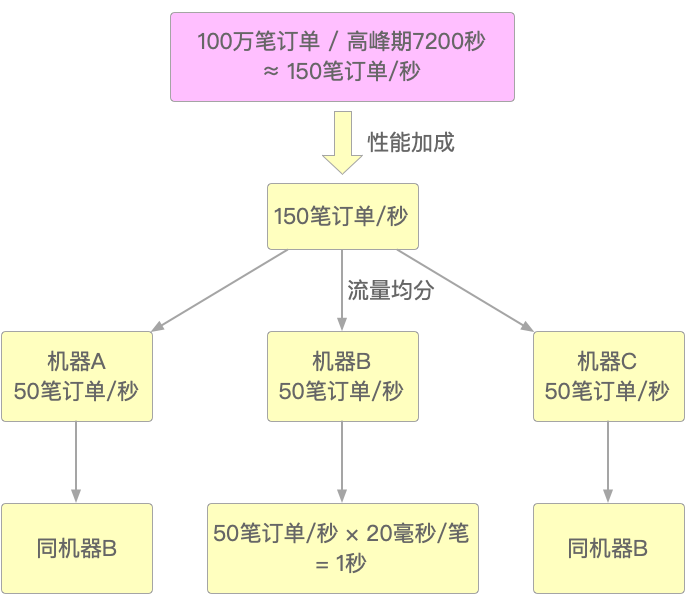 100万笔订单 / 高峰期7200秒
≈ 150笔订单/秒
性能加成
150笔订单/秒
流量均分
机器A
50笔订单/秒
机器B
50笔订单/秒
机器C
50笔订单/秒
同机器B
50笔订单/秒 × 20毫秒/笔
= 1秒
同机器B